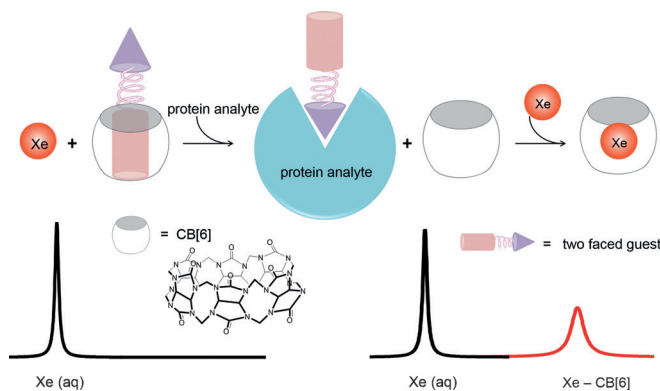 Xe
+
protein analyte
protein analyte
+
Xe
Xe
= CB[6]
O
O
O
O
O
O
N N N N N N N N
N N N N N N N N
= two faced guest
Xe (aq)
Xe (aq)
Xe – CB[6]